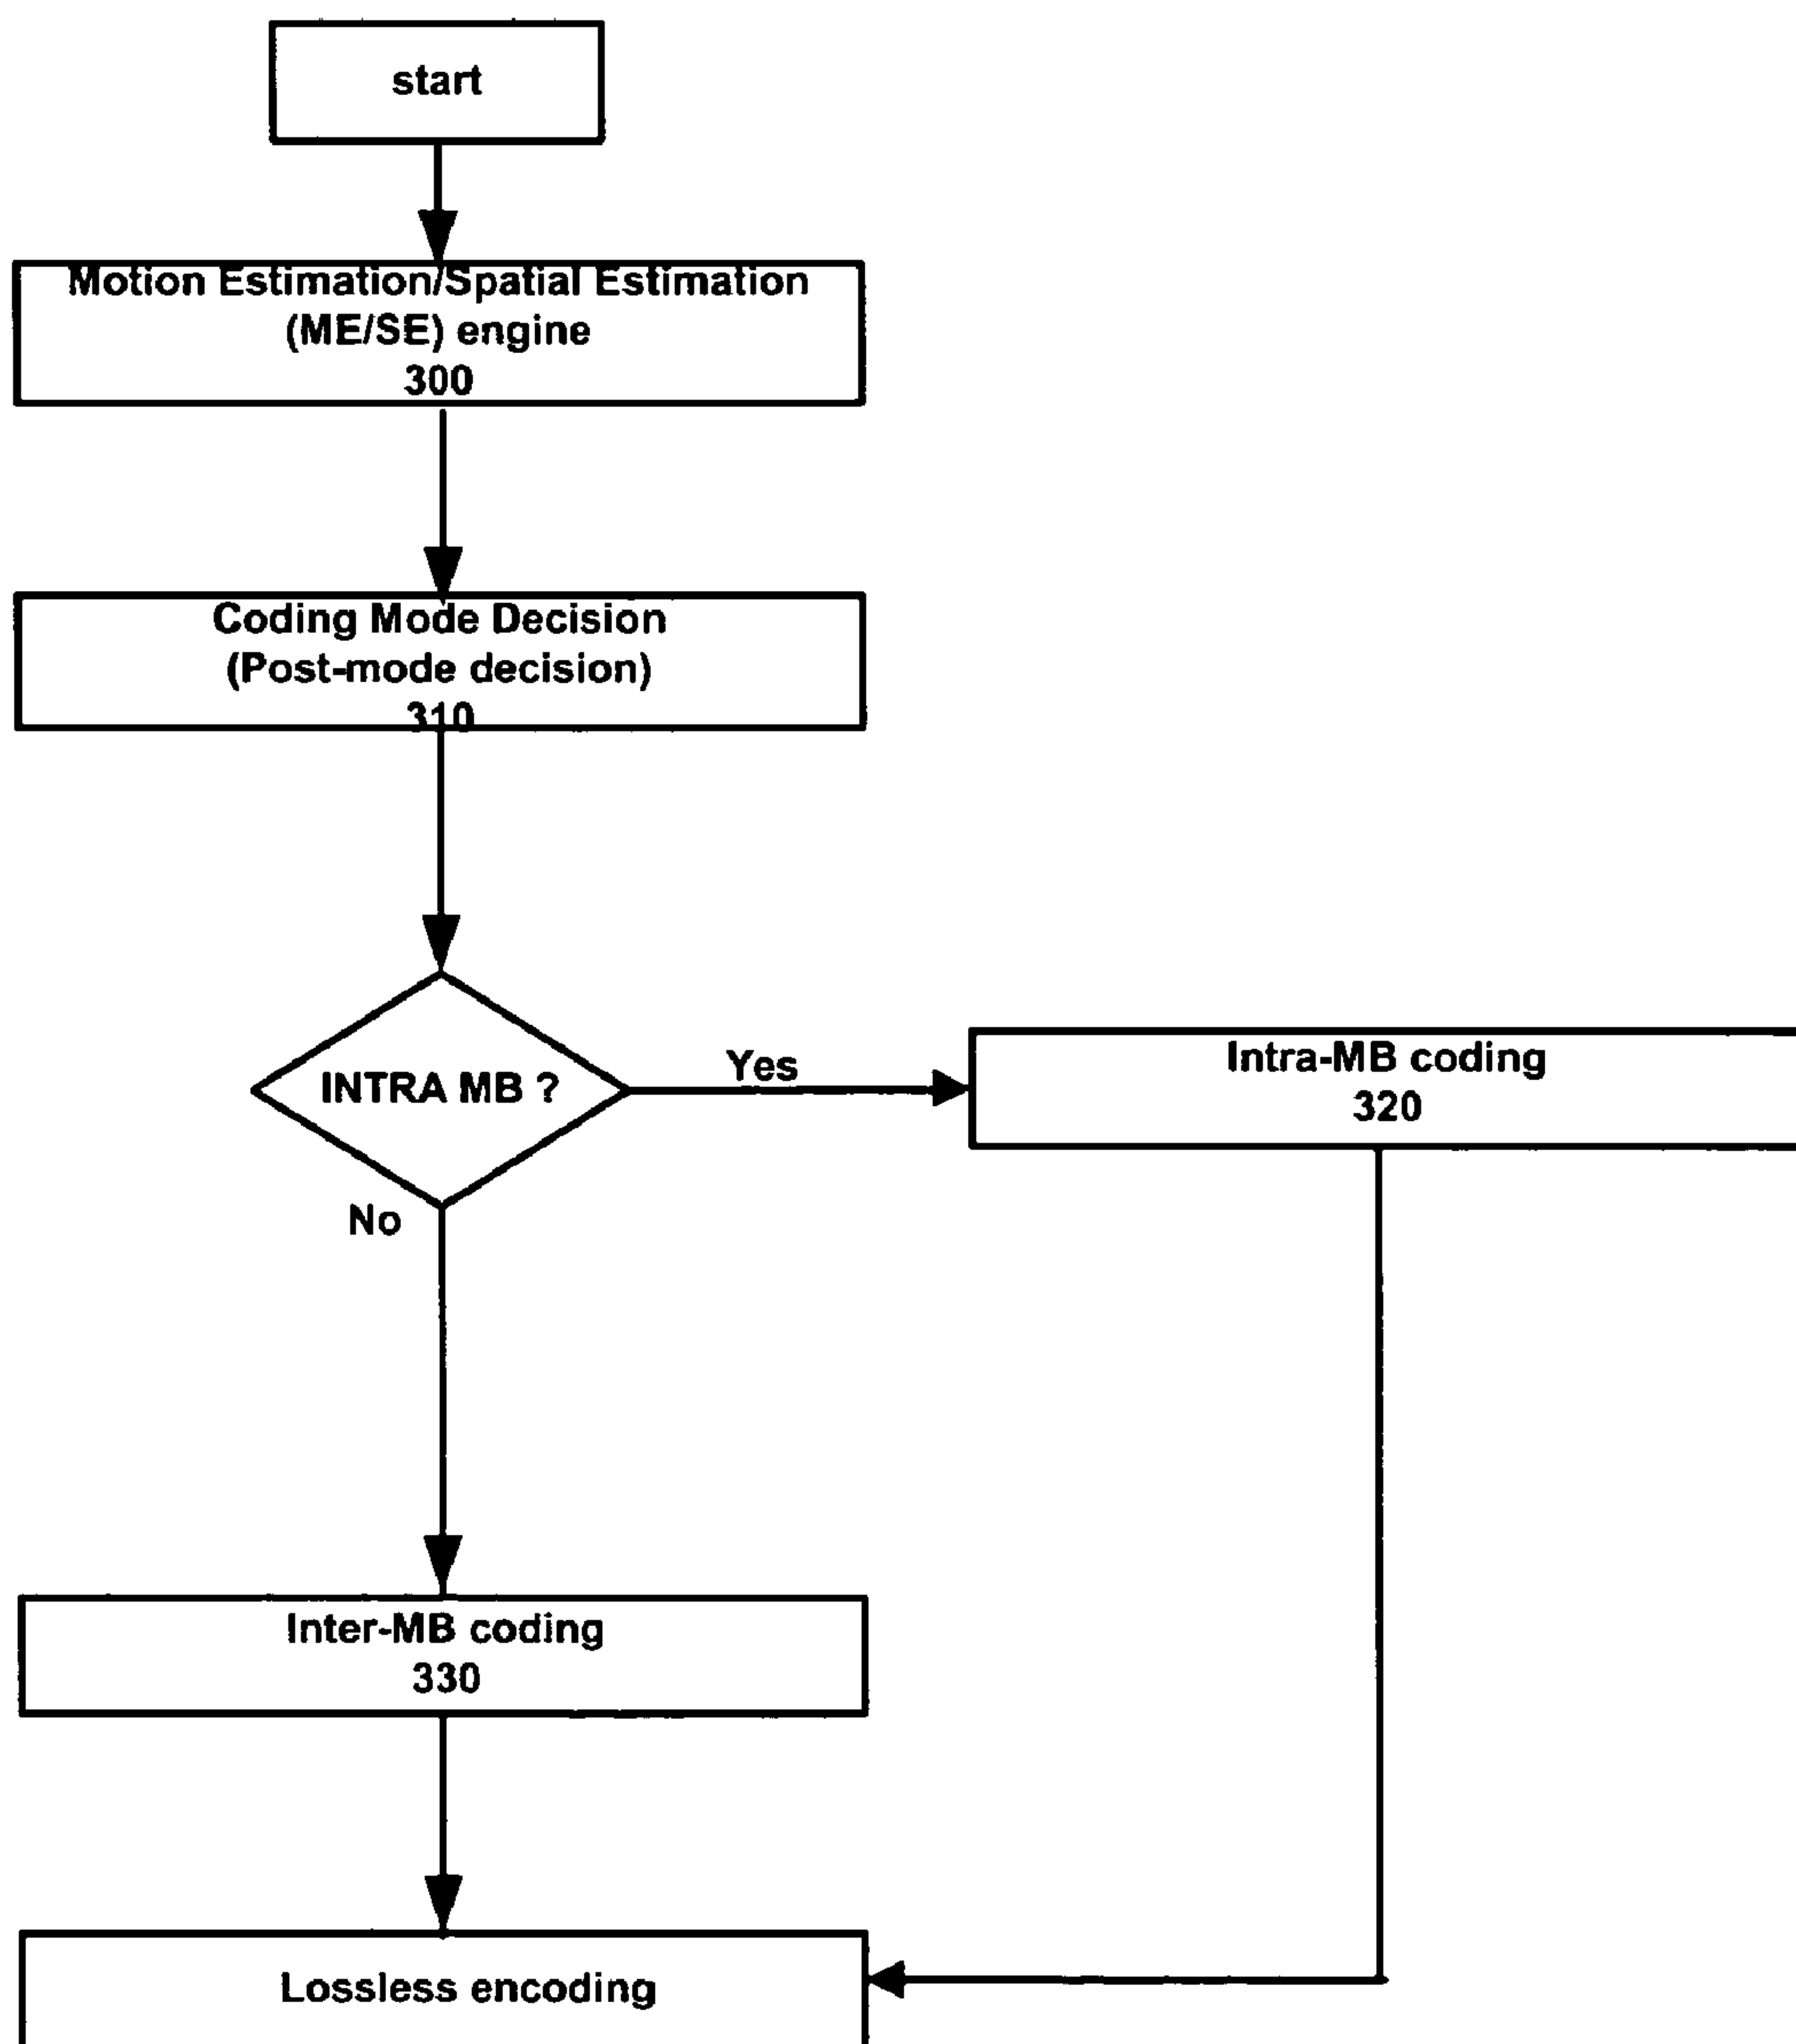 start
Motion Estimation/Spatial Estimation
(ME/SE) engine
300
Coding Mode Decision
(Post-mode decision)
310
INTRA MB ?
Yes
Intra-MB coding
320
No
Inter-MB coding
330
Lossless encoding